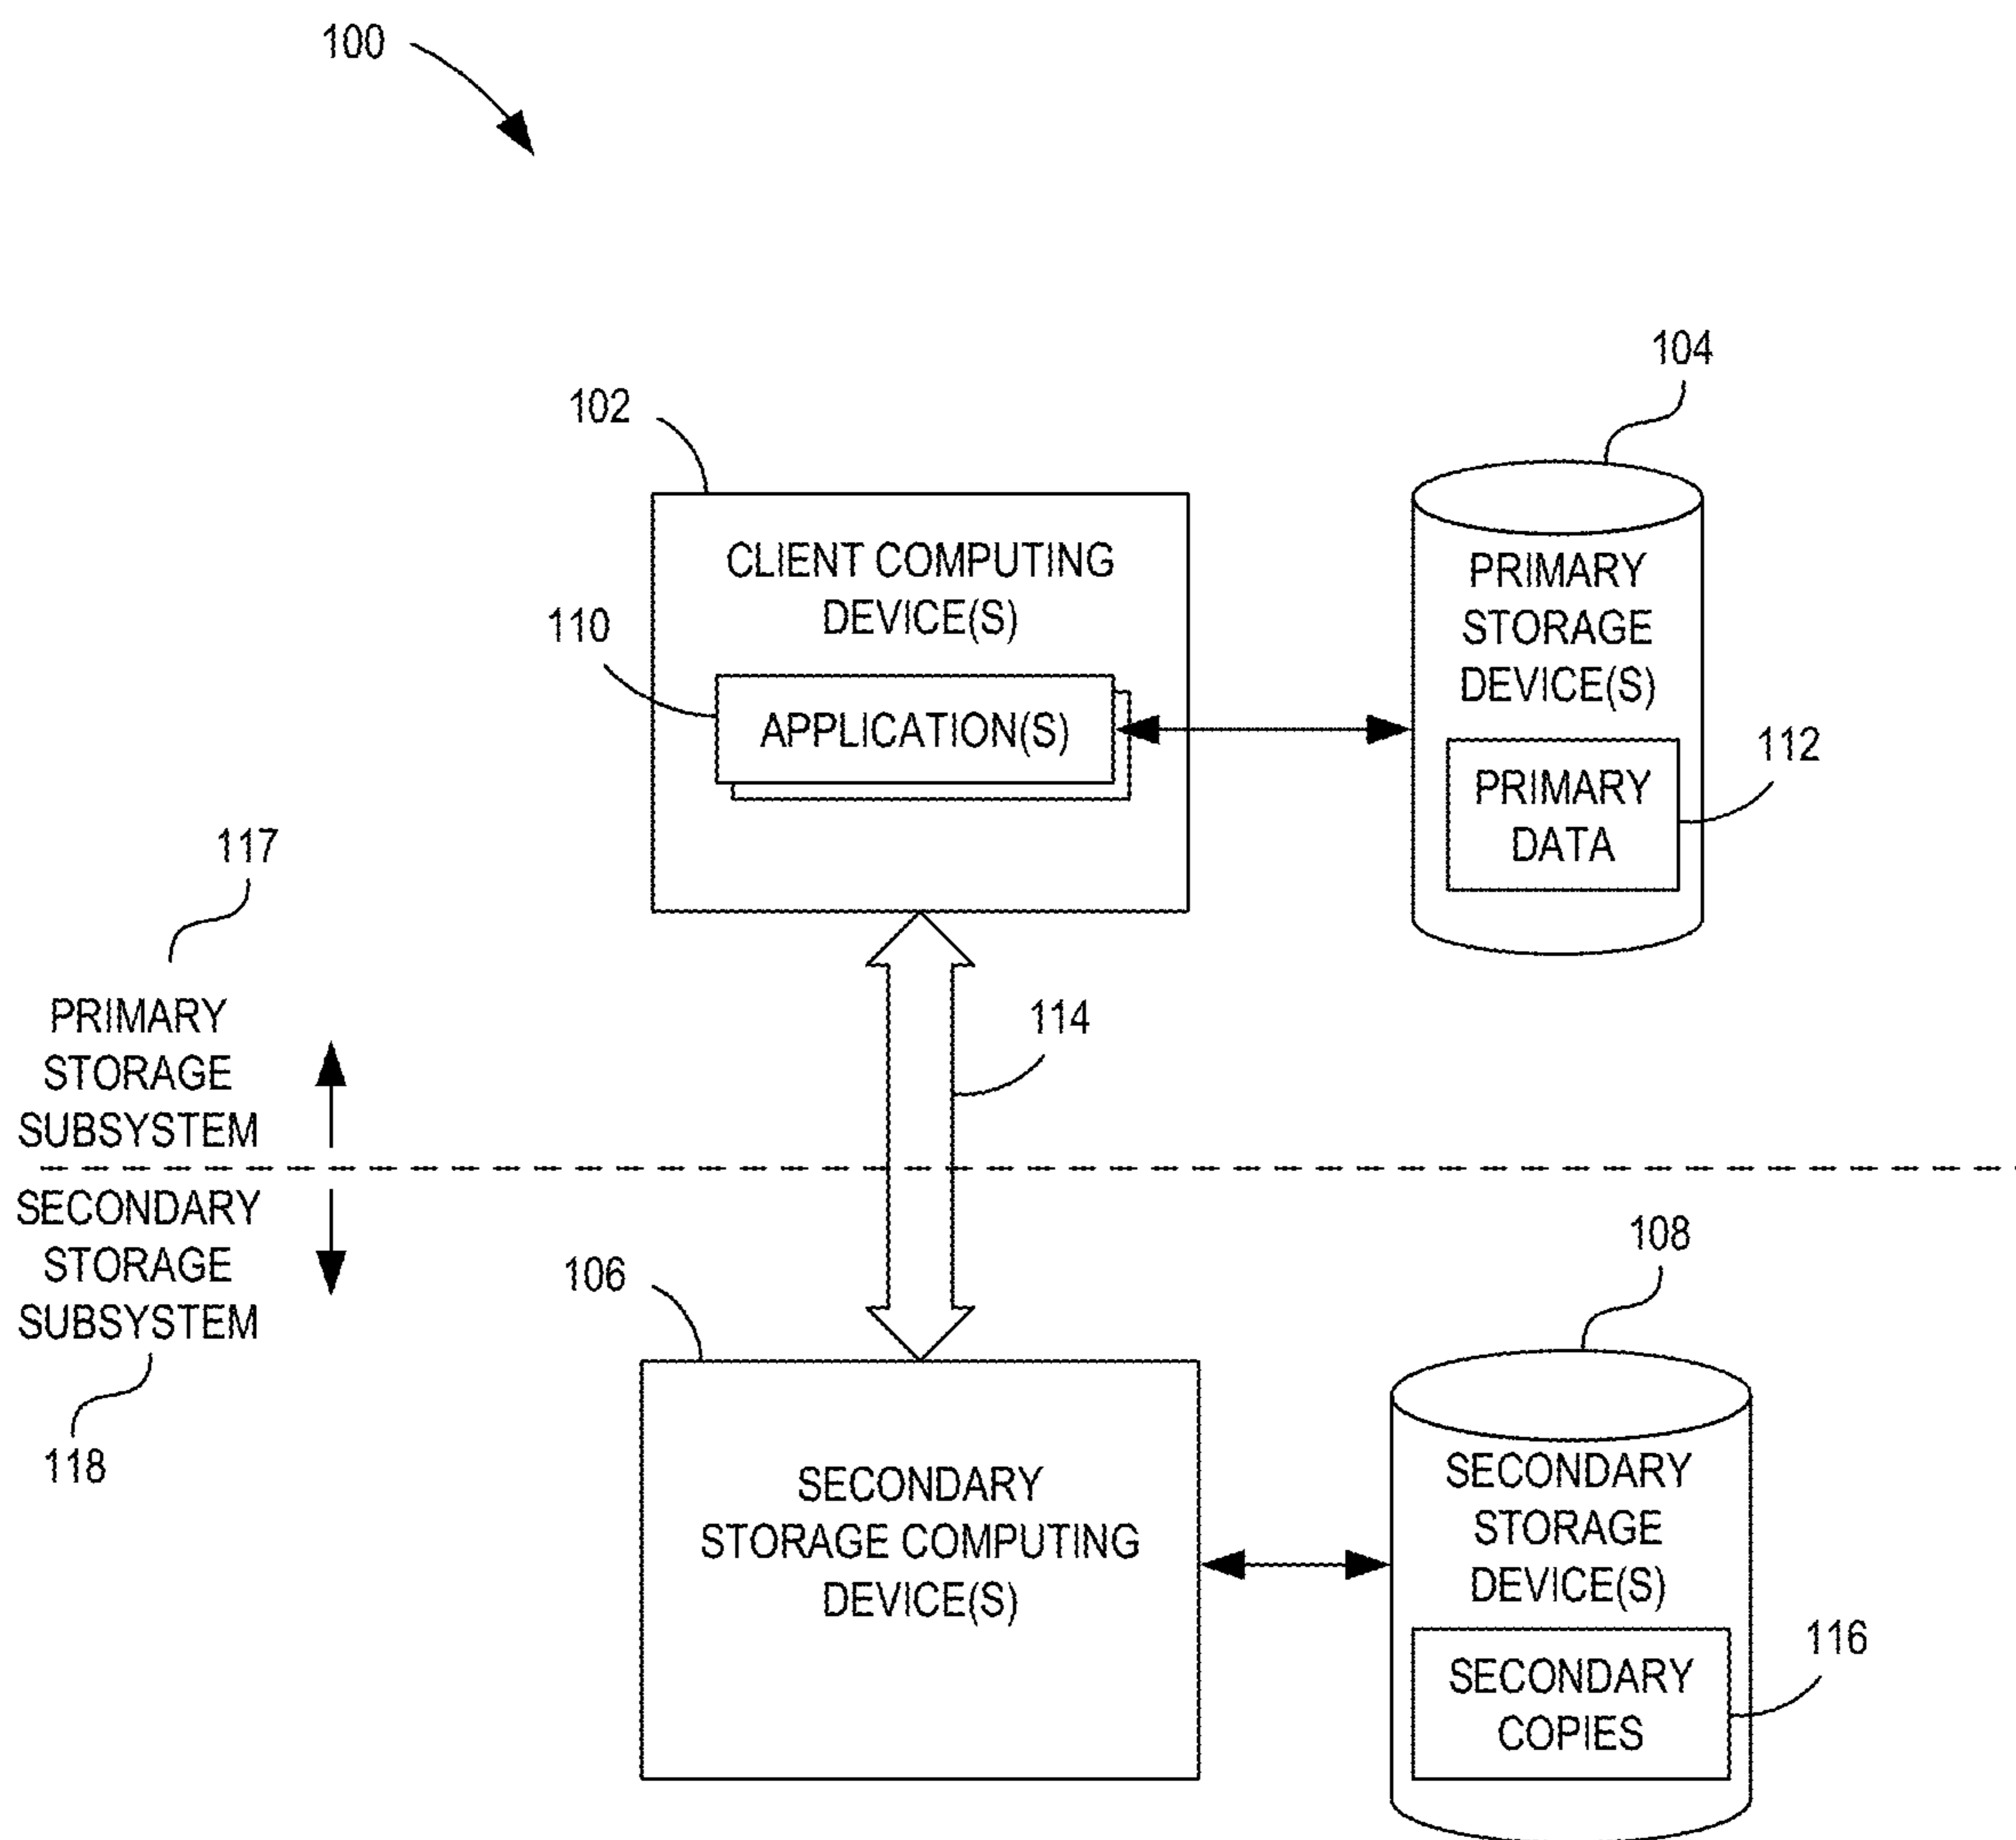 100
104
102
CLIENT COMPUTING
DEVICE(S)
110
APPLICATION(S)
PRIMARY
STORAGE
DEVICE(S)
112
PRIMARY
DATA
117
PRIMARY
STORAGE
SUBSYSTEM
114
SECONDARY
STORAGE
SUBSYSTEM
118
106
SECONDARY
STORAGE COMPUTING
DEVICE(S)
108
SECONDARY
STORAGE
DEVICE(S)
116
SECONDARY
COPIES